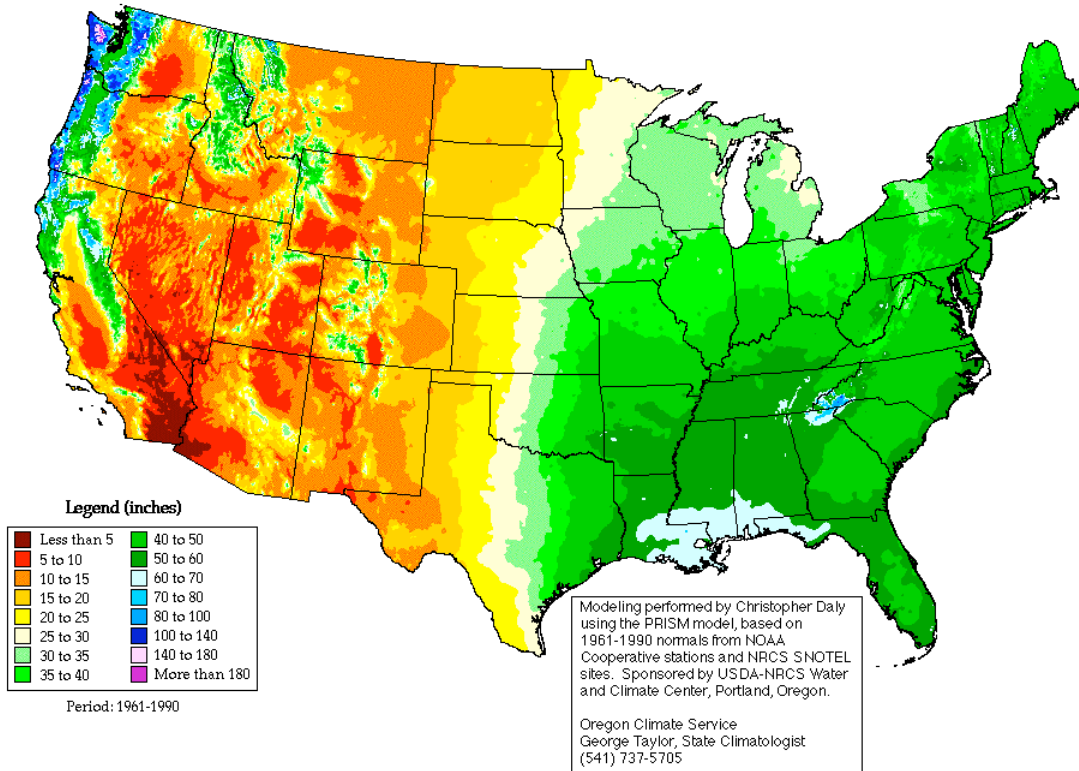 Legend (inches)
Less than 5
5 to 10
10 to 15
15 to 20
20 to 25
25 to 30
30 to 35
35 to 40
40 to 50
50 to 60
60 to 70
70 to 80
80 to 100
100 to 140
140 to 180
More than 180
Period: 1961-1990
Modeling performed by Christopher Daly
using the PRISM model, based on
1961-1990 normals from NOAA
Cooperative stations and NRCS SNOTEL
sites. Sponsored by USDA-NRCS Water
and Climate Center, Portland, Oregon.
Oregon Climate Service
George Taylor, State Climatologist
(541) 737-5705